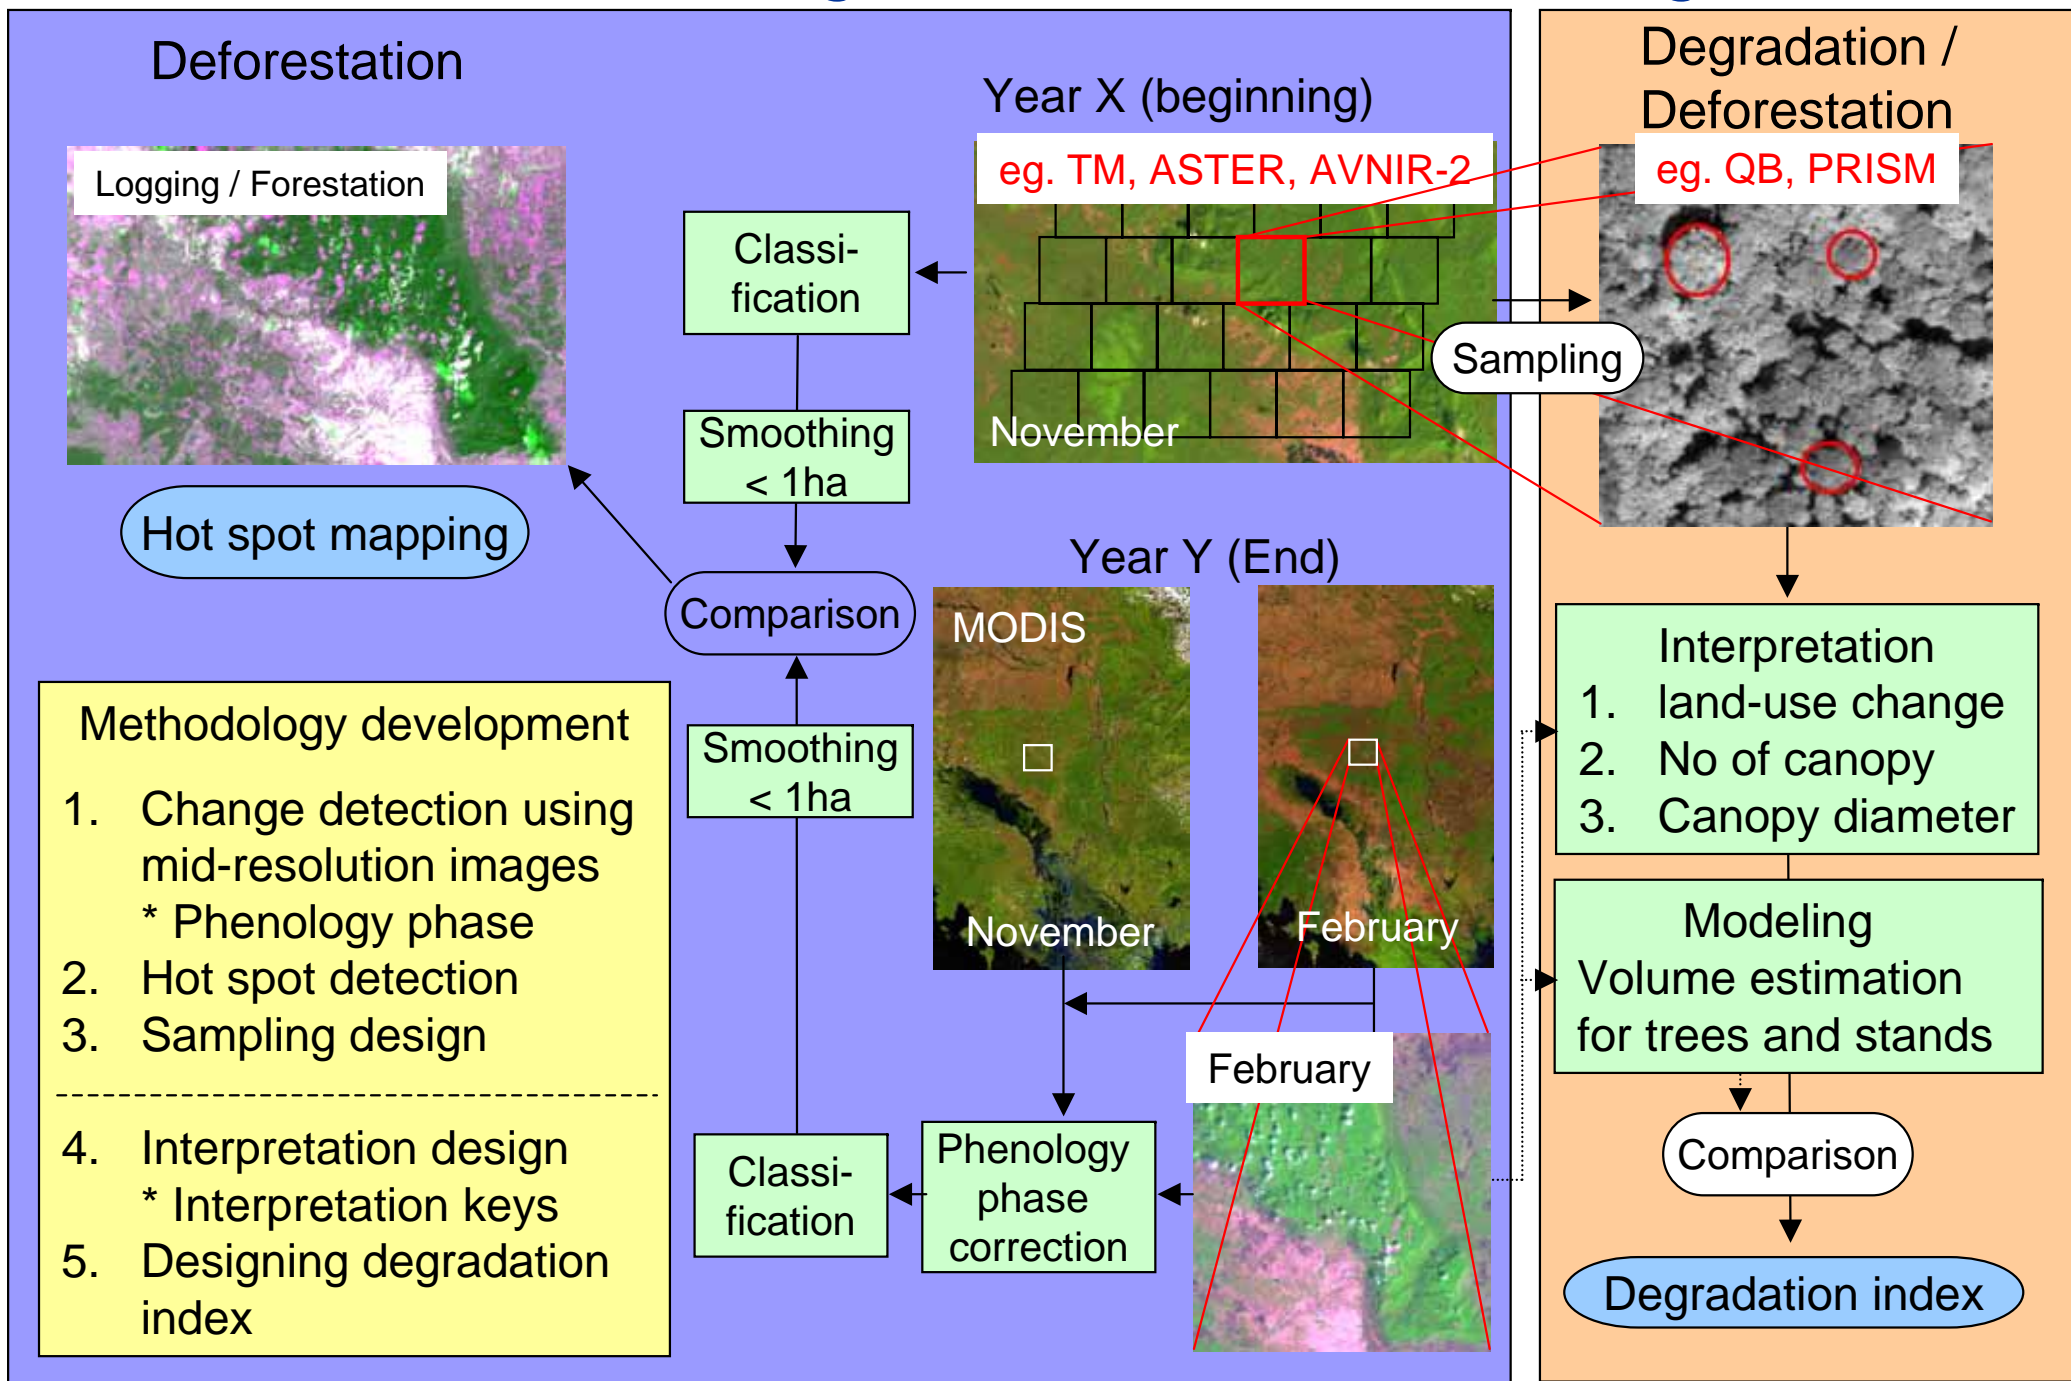 Deforestation
Logging / Forestation
Hot spot mapping
Year X (beginning)
eg. TM, ASTER, AVNIR-2
November
Classi-
fication
Smoothing
< 1ha
Comparison
Smoothing
< 1ha
Classi-
fication
Year Y (End)
MODIS
November
February
February
Phenology
phase
correction
Methodology development
1. Change detection using
mid-resolution images
* Phenology phase
2. Hot spot detection
3. Sampling design
4. Interpretation design
* Interpretation keys
5. Designing degradation
index
Degradation /
Deforestation
eg. QB, PRISM
Sampling
Interpretation
1. land-use change
2. No of canopy
3. Canopy diameter
Modeling
Volume estimation
for trees and stands
Comparison
Degradation index